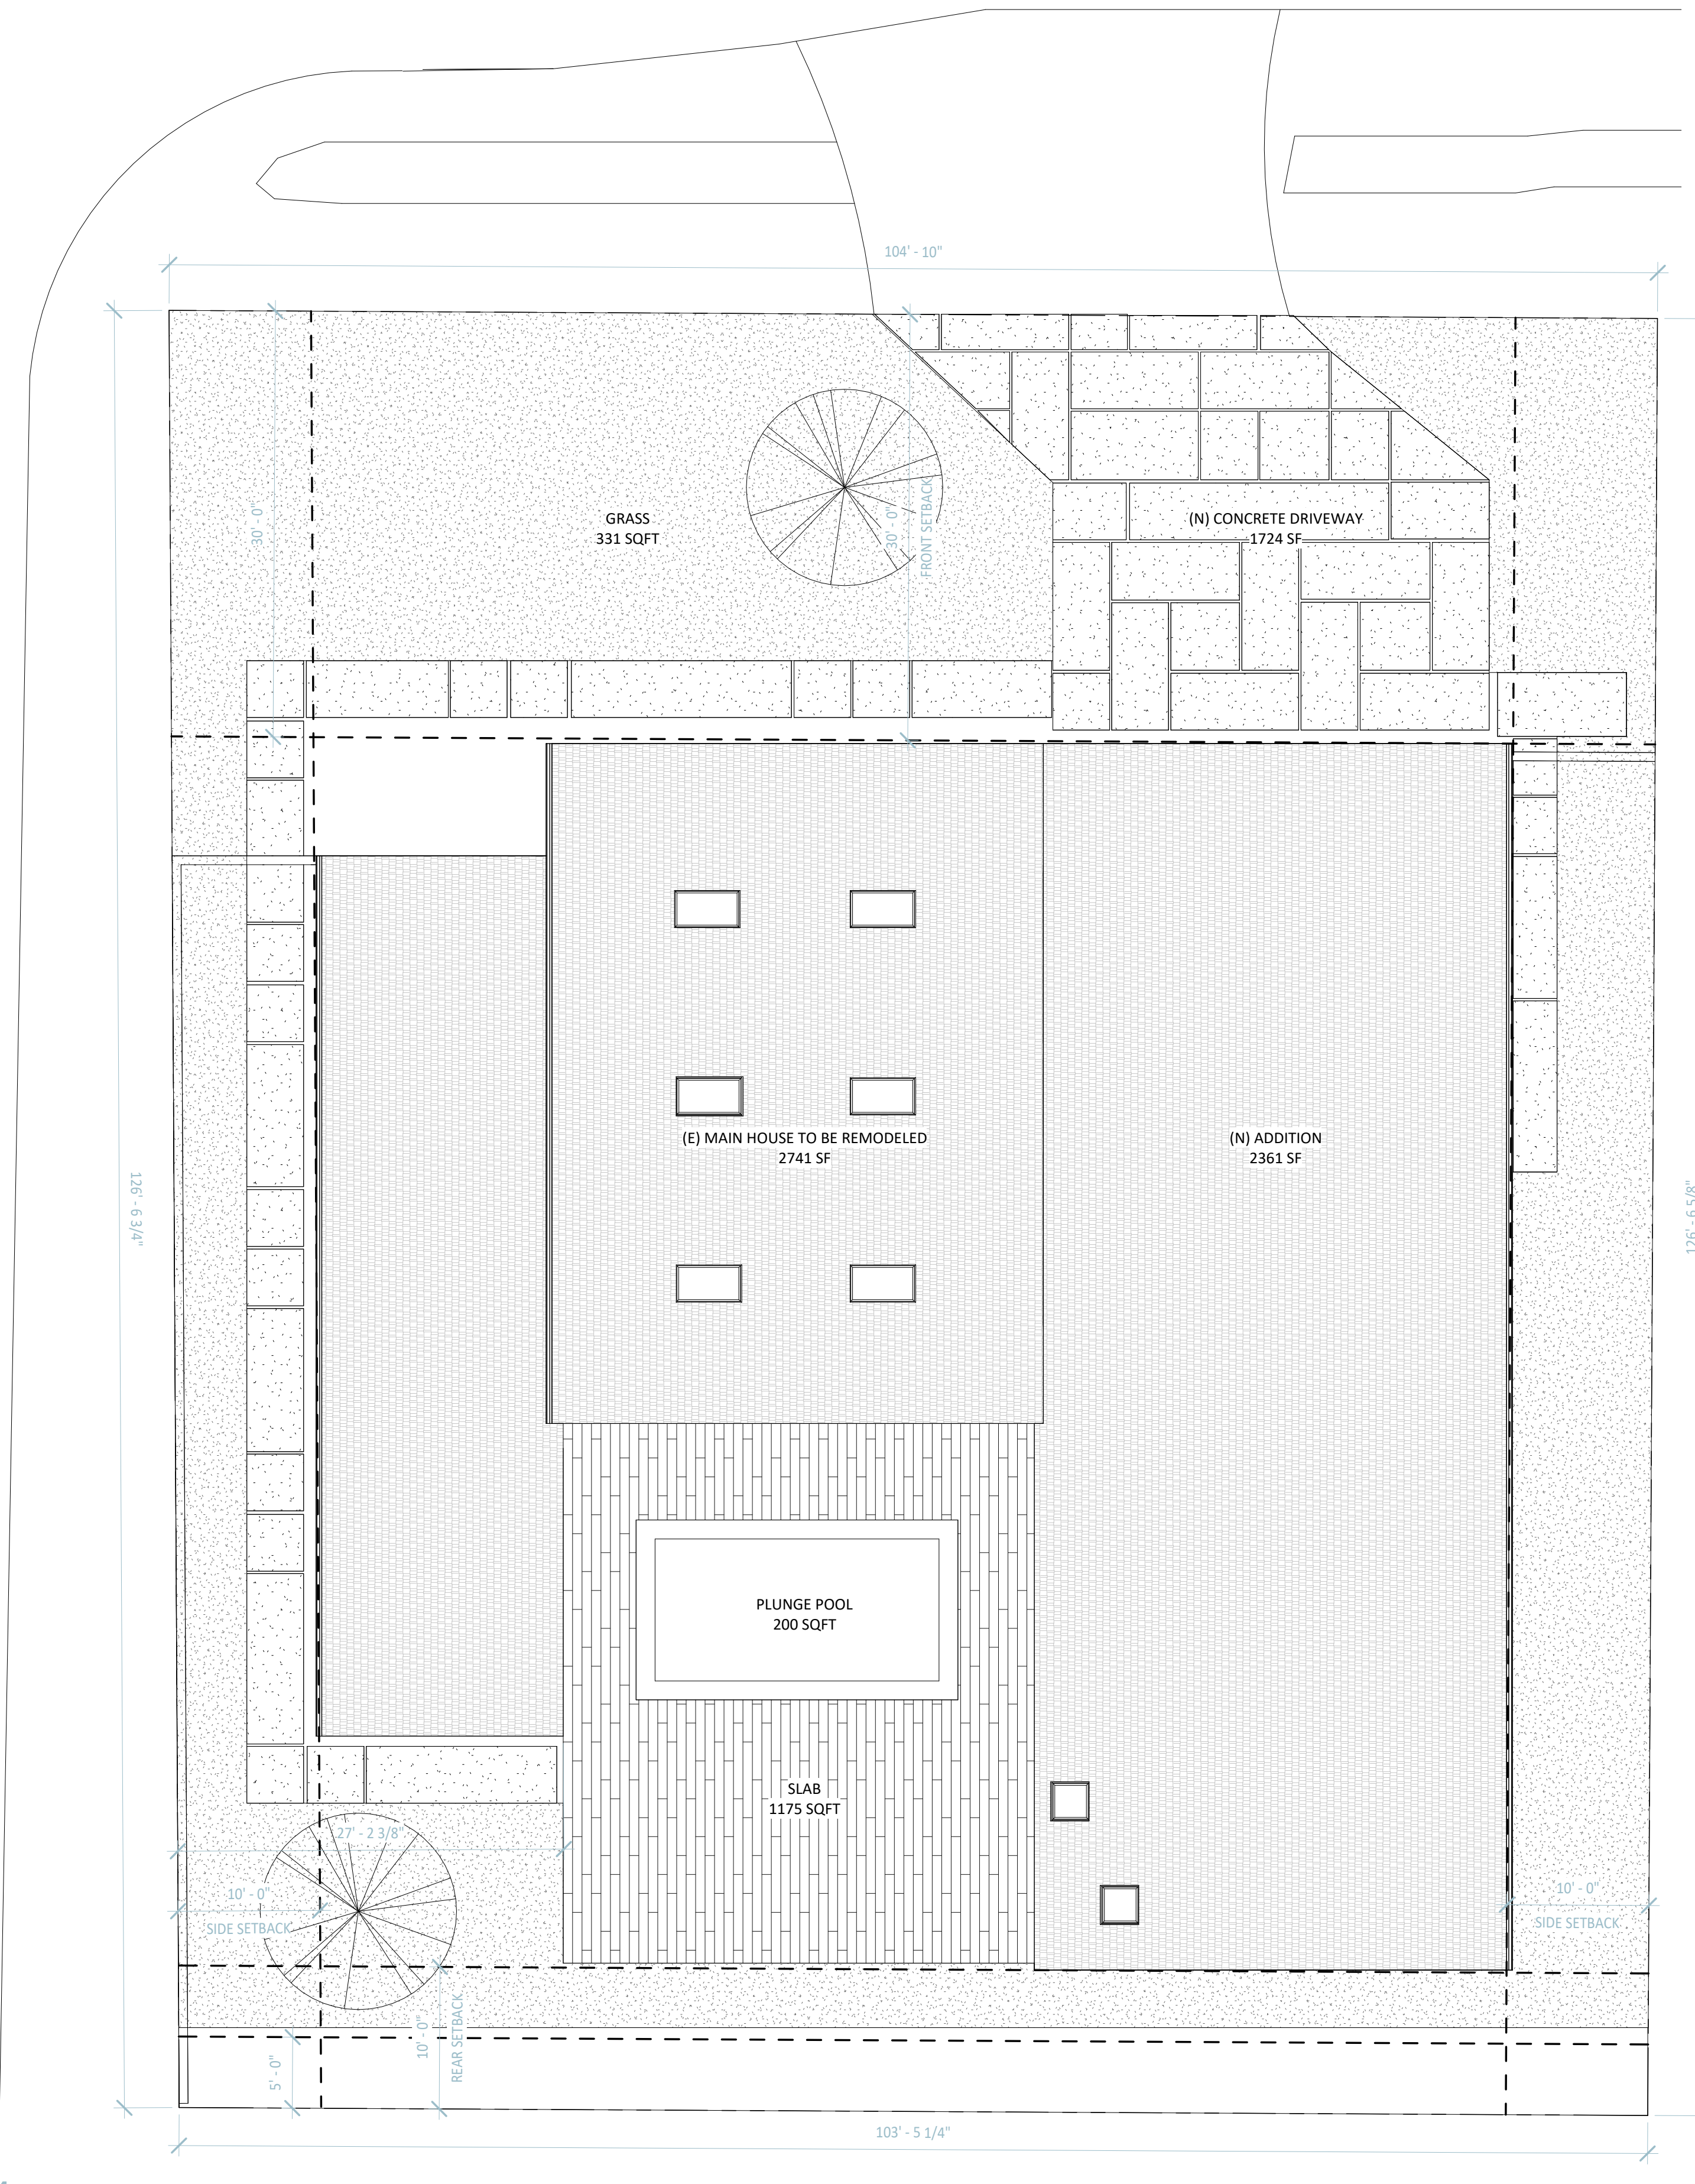 104' - 10"
30' 0"
GRASS
331 SQFT
30' - 0"
FRONT SETBACK
(N) CONCRETE DRIVEWAY
1724 SF
126' - 6 3/4"
(E) MAIN HOUSE TO BE REMODELED
2741 SF
(N) ADDITION
2361 SF
126' - 6 5/8"
PLUNGE POOL
200 SQFT
SLAB
1175 SQFT
27' - 2 3/8"
10' - 0"
SIDE SETBACK
10' - 0"
SIDE SETBACK
5' - 0"
10' - 0"
REAR SETBACK
103' - 5 1/4"